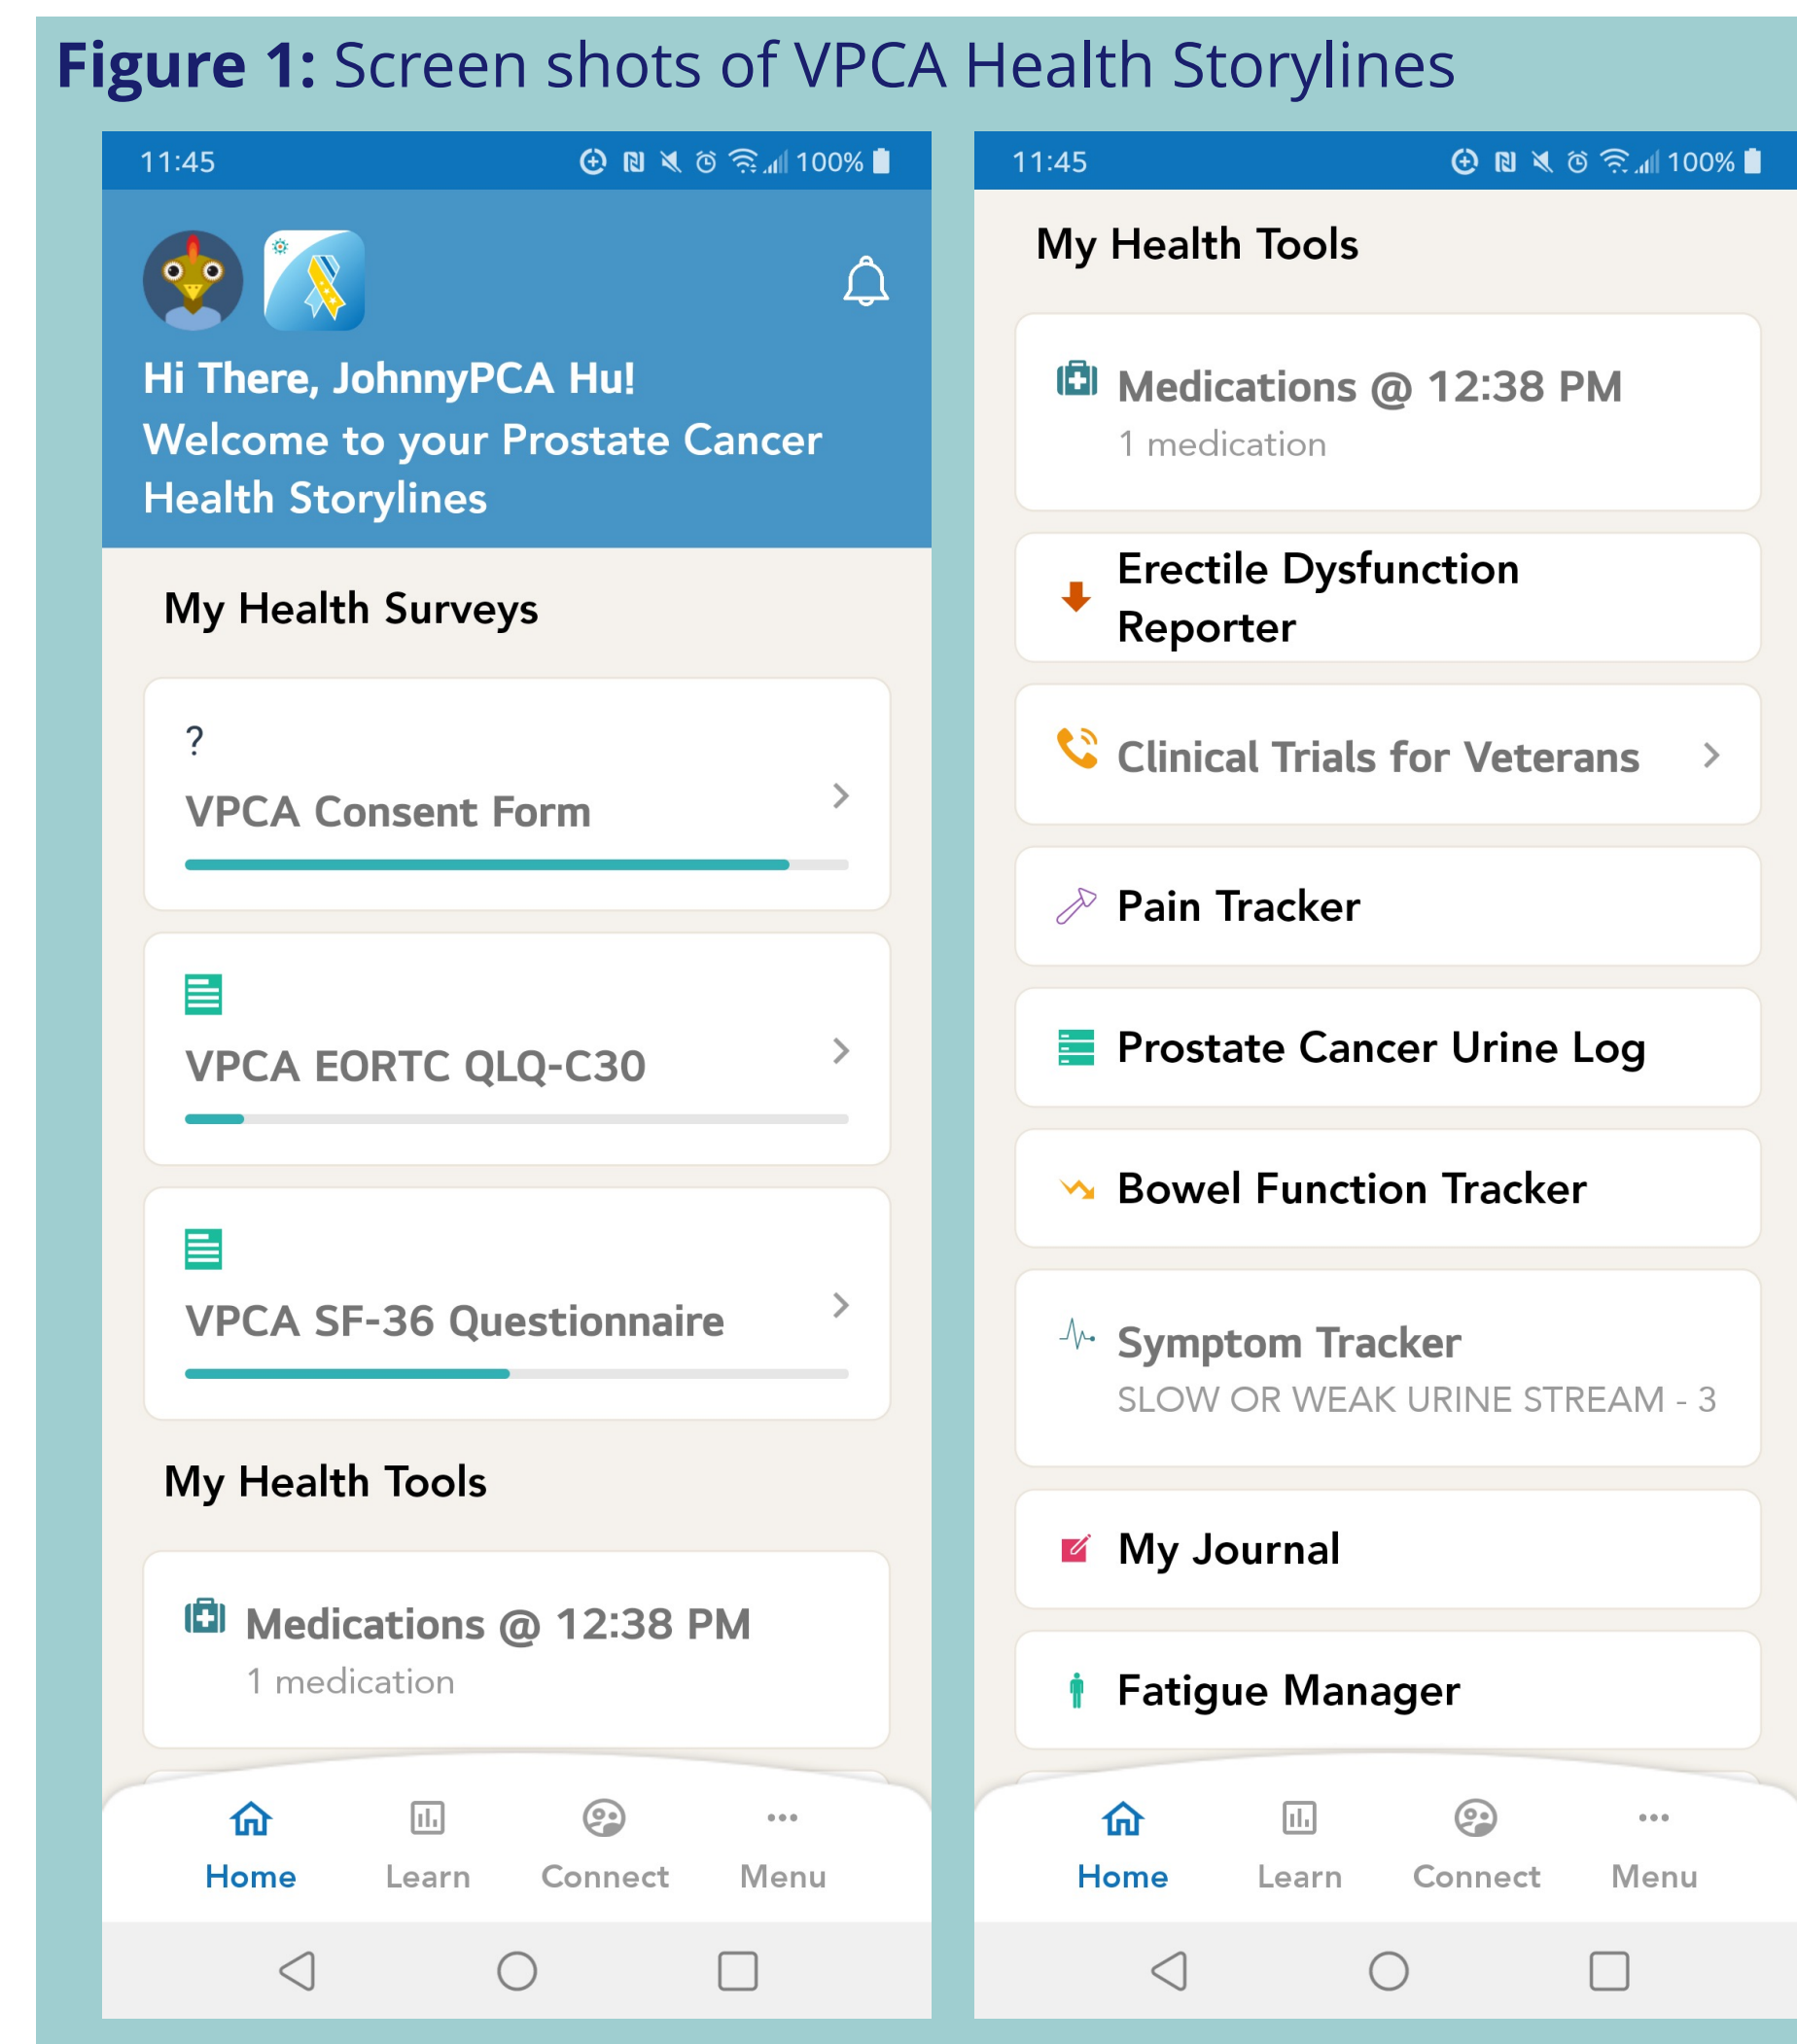 Figure 1: Screen shots of VPCA Health Storylines
11:45
100%
Hi There, JohnnyPCA Hu!
Welcome to your Prostate Cancer
Health Storylines
My Health Surveys
?
VPCA Consent Form
VPCA EORTC QLQ-C30
VPCA SF-36 Questionnaire
My Health Tools
Medications @ 12:38 PM
1 medication
Home Learn Connect Menu
11:45
100%
My Health Tools
Medications @ 12:38 PM
1 medication
Erectile Dysfunction
Reporter
Clinical Trials for Veterans
Pain Tracker
Prostate Cancer Urine Log
Bowel Function Tracker
Symptom Tracker
SLOW OR WEAK URINE STREAM - 3
My Journal
Fatigue Manager
Home Learn Connect Menu